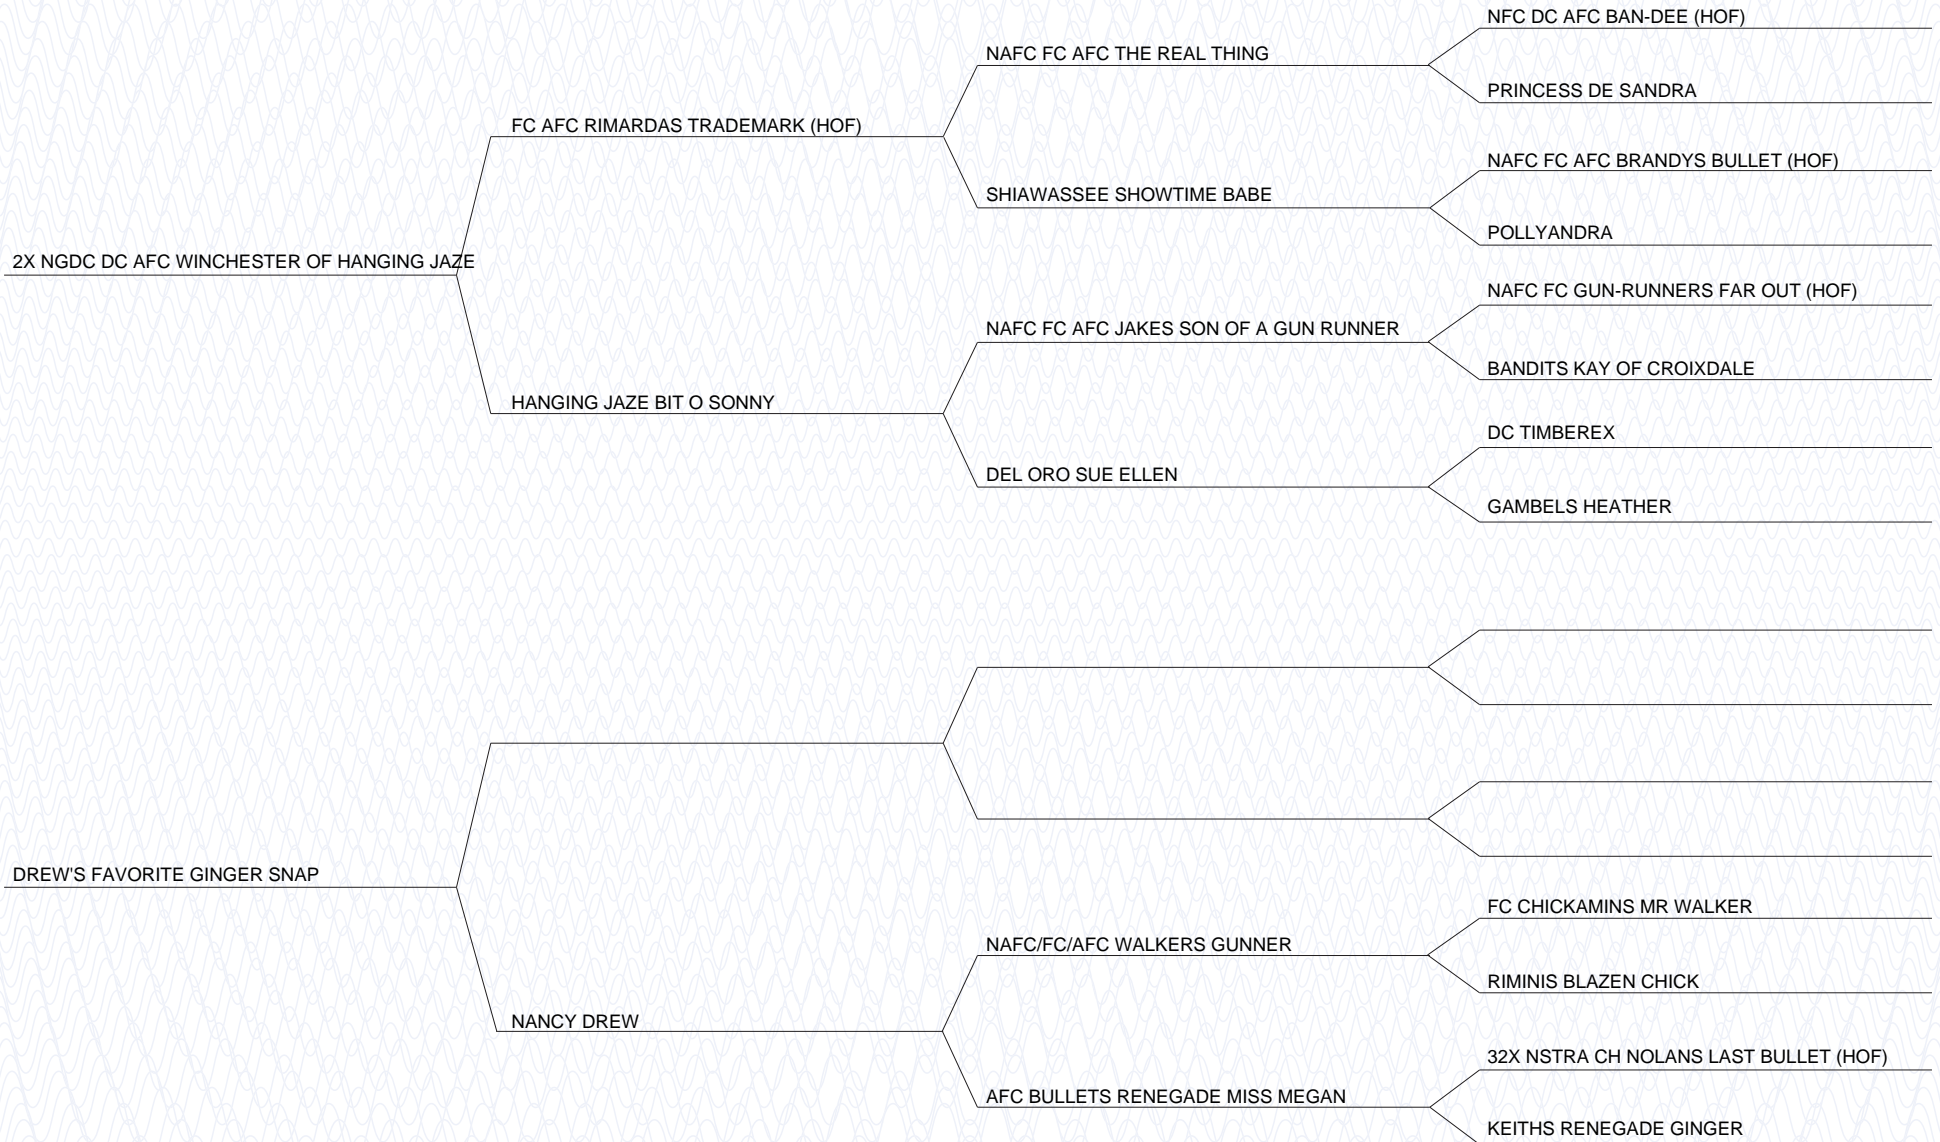 NFC DC AFC BAN-DEE (HOF)
NAFC FC AFC THE REAL THING
PRINCESS DE SANDRA
FC AFC RIMARDAS TRADEMARK (HOF)
NAFC FC AFC BRANDYS BULLET (HOF)
SHIAWASSEE SHOWTIME BABE
POLLYANDRA
2X NGDC DC AFC WINCHESTER OF HANGING JAZE
NAFC FC GUN-RUNNERS FAR OUT (HOF)
NAFC FC AFC JAKES SON OF A GUN RUNNER
BANDITS KAY OF CROIXDALE
HANGING JAZE BIT O SONNY
DC TIMBEREX
DEL ORO SUE ELLEN
GAMBELS HEATHER
DREW'S FAVORITE GINGER SNAP
FC CHICKAMINS MR WALKER
NAFC/FC/AFC WALKERS GUNNER
RIMINIS BLAZEN CHICK
NANCY DREW
32X NSTRA CH NOLANS LAST BULLET (HOF)
AFC BULLETS RENEGADE MISS MEGAN
KEITHS RENEGADE GINGER